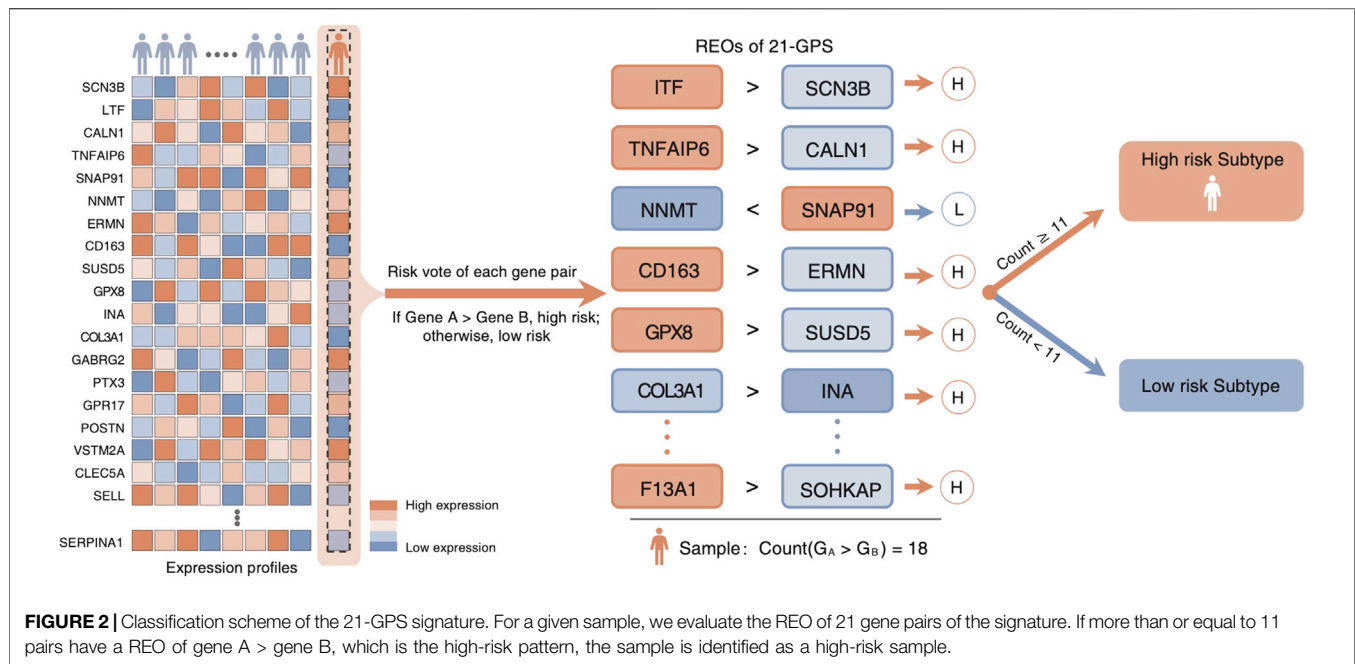 SCN3B
LTF
CALN1
TNFAIP6
SNAP91
NNMT
ERMN
CD163
SUSD5
GPX8
INA
COL3A1
GABRG2
PTX3
GPR17
POSTN
VSTM2A
CLEC5A
SELL
SERPINA1
Expression profiles
High expression
Low expression
Risk vote of each gene pair
If Gene A > Gene B, high risk;
otherwise, low risk
REOs of 21-GPS
ITF > SCN3B H
TNFAIP6 > CALN1 H
NNMT < SNAP91 L
CD163 > ERMN H
GPX8 > SUSD5 H
COL3A1 > INA H
F13A1 > SOHKAP H
Sample: Count(GA > GB) = 18
Count ≥ 11
Count < 11
High risk Subtype
Low risk Subtype
FIGURE 2 | Classification scheme of the 21-GPS signature. For a given sample, we evaluate the REO of 21 gene pairs of the signature. If more than or equal to 11
pairs have a REO of gene A > gene B, which is the high-risk pattern, the sample is identified as a high-risk sample.